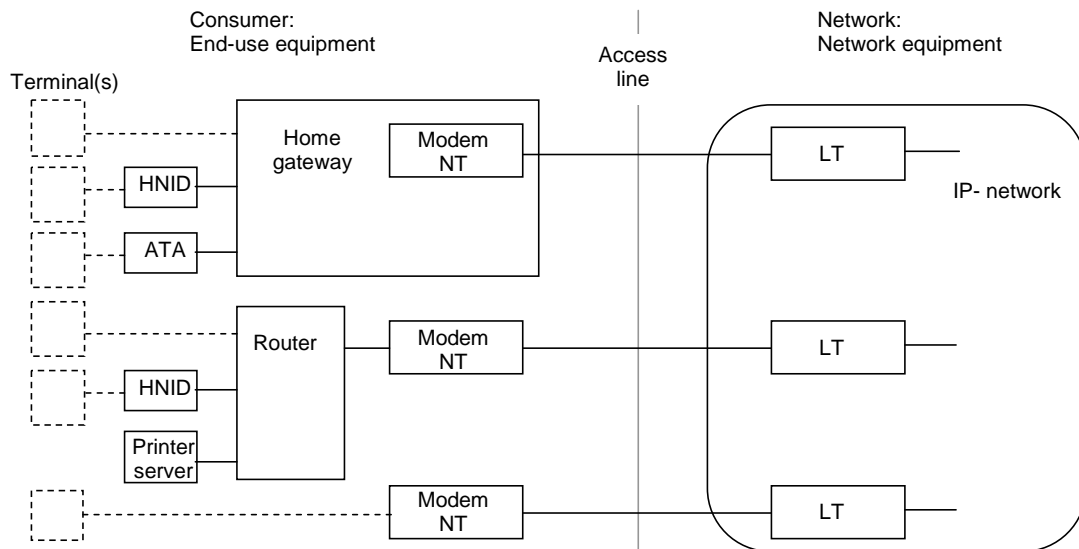 Consumer:
End-use equipment
Network:
Network equipment
Access
line
Terminal(s)
Home
gateway
Modem
NT
LT
HNID
IP- network
ATA
Router
Modem
NT
LT
HNID
Printer
server
Modem
NT
LT